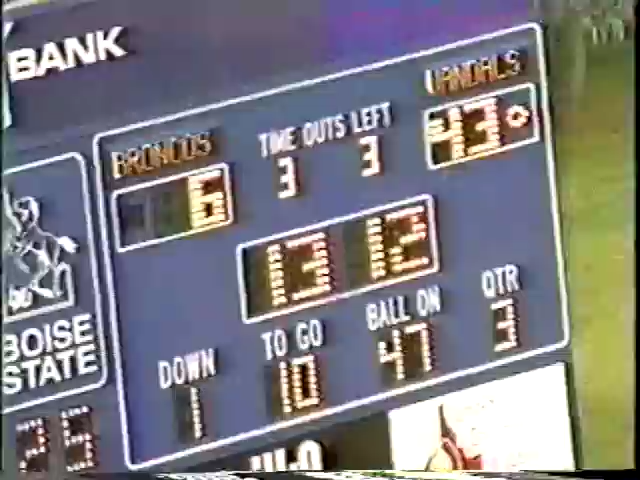 BANK
BRONCOS TIME OUTS LEFT VANDALS
6 3 3 43
13 12
DOWN TO GO BALL ON QTR
1 10 47 3
BOISE
STATE